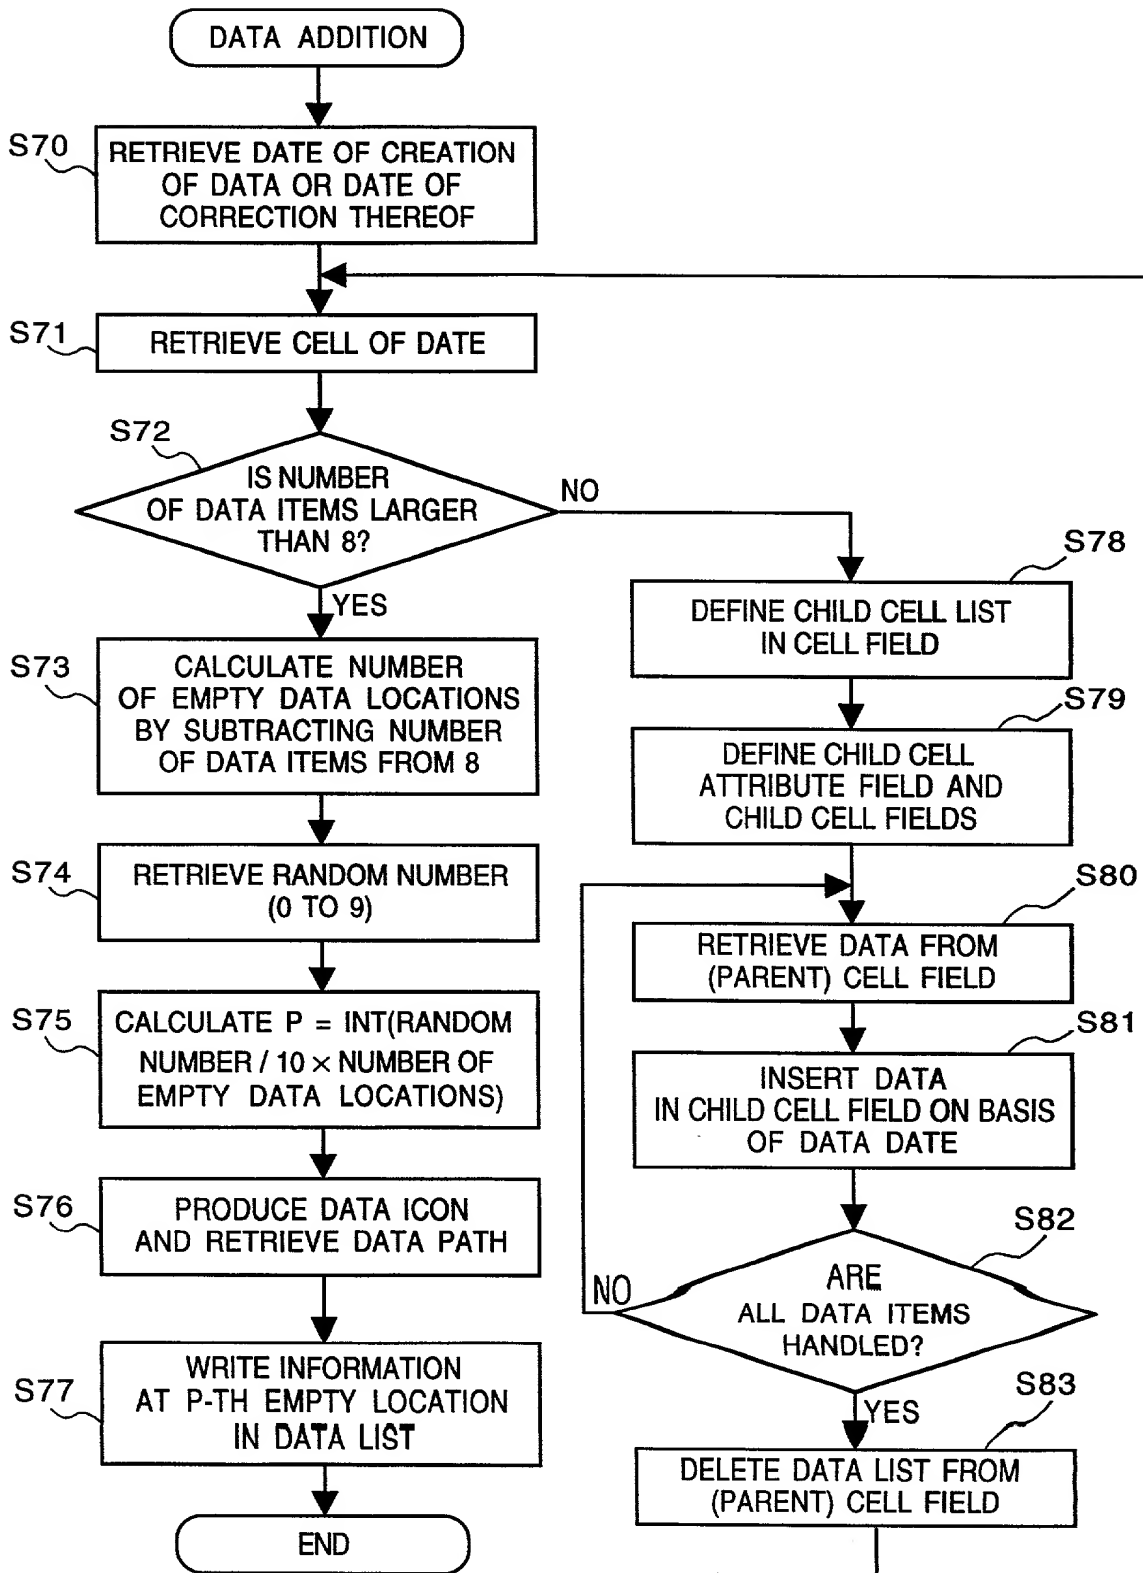 DATA ADDITION
S70
RETRIEVE DATE OF CREATION
OF DATA OR DATE OF
CORRECTION THEREOF
S71
RETRIEVE CELL OF DATE
S72
IS NUMBER
OF DATA ITEMS LARGER
THAN 8?
NO
YES
S73
CALCULATE NUMBER
OF EMPTY DATA LOCATIONS
BY SUBTRACTING NUMBER
OF DATA ITEMS FROM 8
S74
RETRIEVE RANDOM NUMBER
(0 TO 9)
S75
CALCULATE P = INT(RANDOM
NUMBER / 10 × NUMBER OF
EMPTY DATA LOCATIONS)
S76
PRODUCE DATA ICON
AND RETRIEVE DATA PATH
S77
WRITE INFORMATION
AT P-TH EMPTY LOCATION
IN DATA LIST
END
S78
DEFINE CHILD CELL LIST
IN CELL FIELD
S79
DEFINE CHILD CELL
ATTRIBUTE FIELD AND
CHILD CELL FIELDS
S80
RETRIEVE DATA FROM
(PARENT) CELL FIELD
S81
INSERT DATA
IN CHILD CELL FIELD ON BASIS
OF DATA DATE
S82
ARE
ALL DATA ITEMS
HANDLED?
NO
YES
S83
DELETE DATA LIST FROM
(PARENT) CELL FIELD